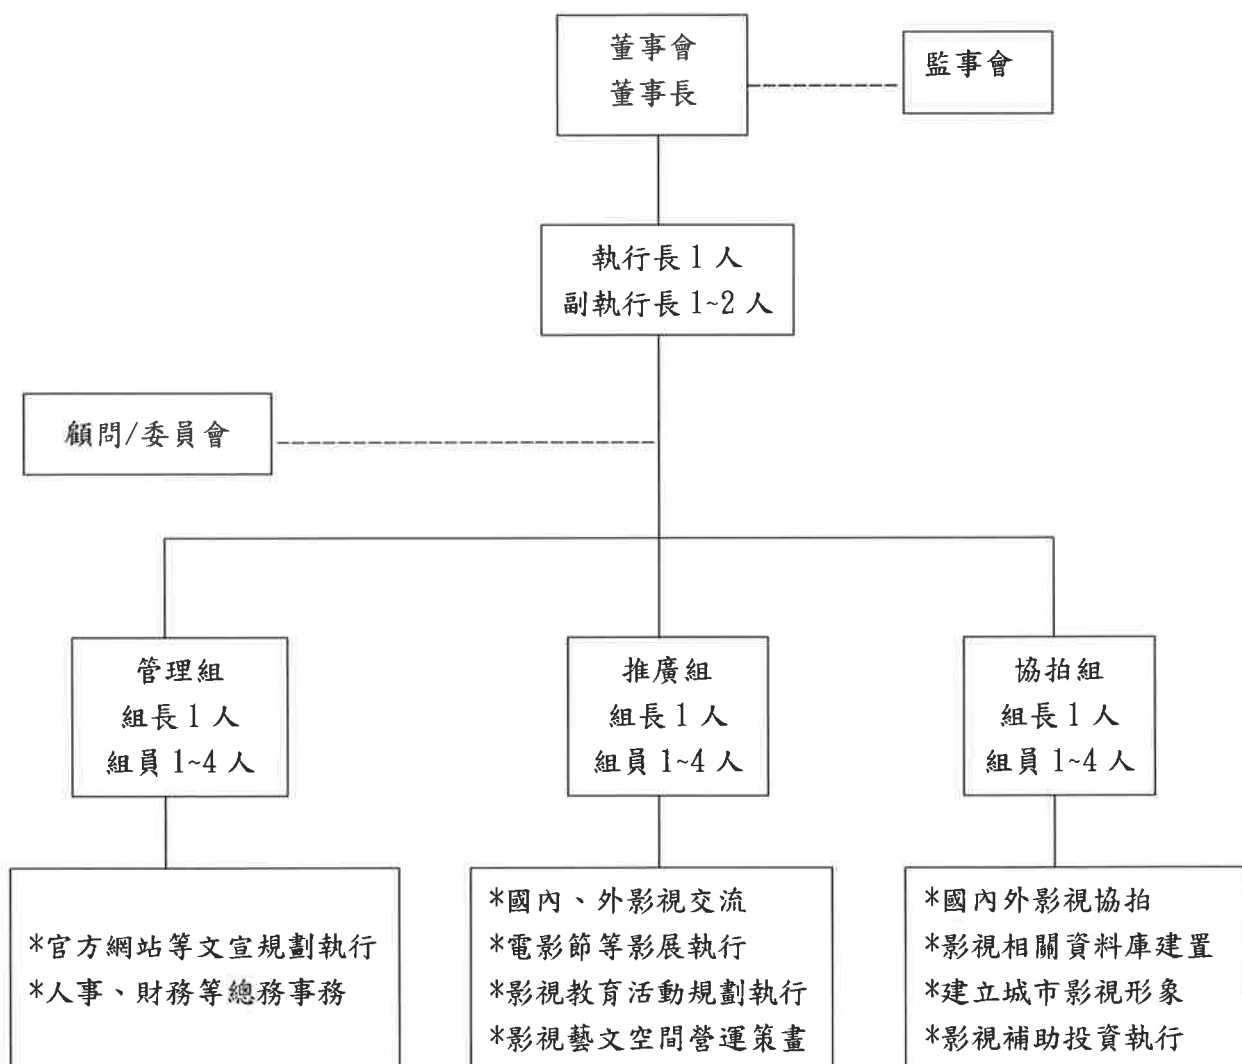 董事會
董事長
監事會
執行長 1 人
副執行長 1~2 人
顧問/委員會
管理組
組長 1 人
組員 1~4 人
推廣組
組長 1 人
組員 1~4 人
協拍組
組長 1 人
組員 1~4 人
*官方網站等文宣規劃執行
*人事、財務等總務事務
*國內、外影視交流
*電影節等影展執行
*影視教育活動規劃執行
*影視藝文空間營運策畫
*國內外影視協拍
*影視相關資料庫建置
*建立城市影視形象
*影視補助投資執行